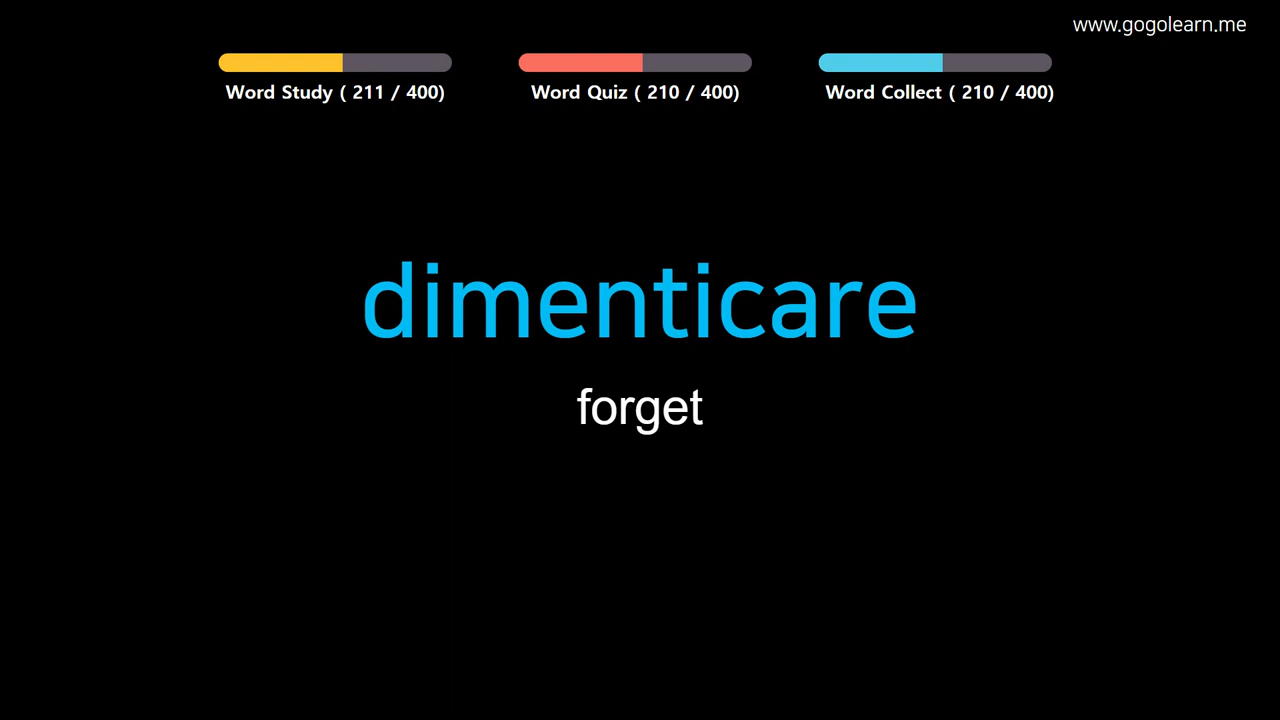 www.gogolearn.me
Word Study ( 211 / 400)
Word Quiz ( 210 / 400)
Word Collect ( 210 / 400)
dimenticare
forget